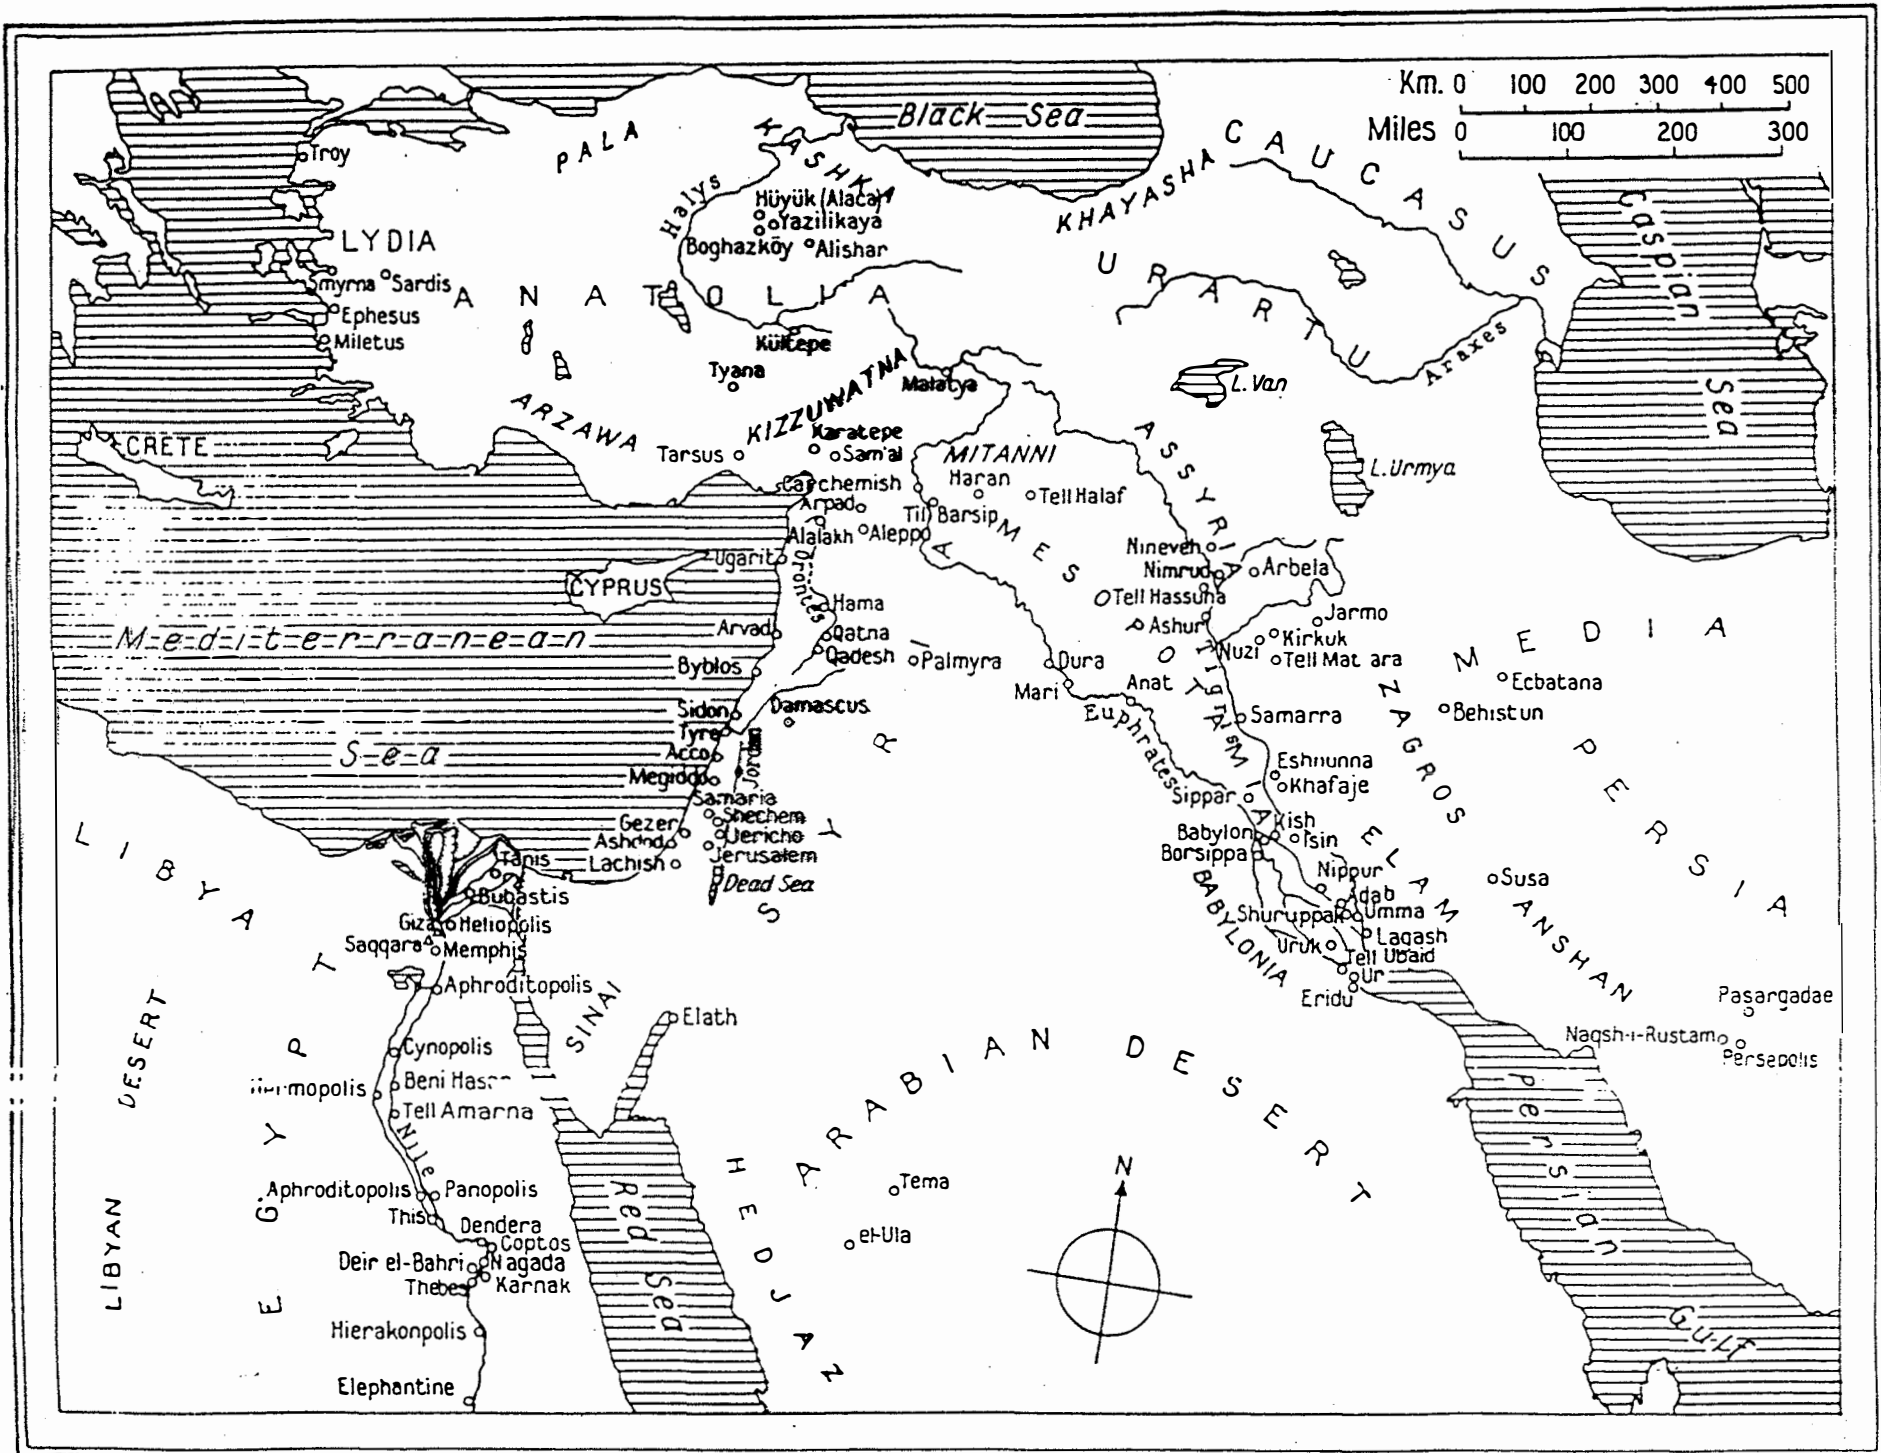 Km. 0 100 200 300 400 500
Miles 0 100 200 300
Black Sea
CAUCASUS
Caspian Sea
PALA
KASHKA
KHAYASHA
Troy
Halys
Hüyük (Alaca)
Yazilikaya
Boghazköy
Alishar
LYDIA
URARTU
Smyrna
Sardis
ANATOLIA
Ephesus
Miletus
Kültepe
Araxes
Tyana
KIZZUWATNA
Malatya
L. Van
ARZAWA
CRETE
Karatepe
Tarsus
Sam'al
MITANNI
ASSYRIA
L. Urmya
Carchemish
Haran
Tell Halaf
Arpad
Til Barsip
MESOPOTAMIA
Alalakh
Aleppo
Ugarit
Orontes
Nineveh
Nimrud
Arbela
CYPRUS
Hama
Tell Hassuna
Jarmo
Mediterranean
Sea
Arvad
Qatna
Ashur
Kirkuk
Nuzi
MEDIA
Qadesh
Palmyra
Dura
Tell Mat ara
Byblos
Mari
Anat
Tigris
ZAGROS
Ecbatana
Sidon
Damascus
Euphrates
Samarra
Behistun
Tyre
SYR
A
I
Acco
Jordan
Eshnunna
PERSIA
Megiddo
Khafaje
Samaria
Sippar
Shechem
Gezer
Jericho
Babylon
Kish
Isin
ELAM
Ashdod
Jerusalem
Borsippa
LIBYA
Lachish
Tanis
Dead Sea
Nippur
Susa
Bubastis
BABYLONIA
Adab
ANSHAN
Giza
Heliopolis
Shuruppak
Umma
Saqqara
Memphis
Uruk
Lagash
Tell Ubaid
Aphroditopolis
SINAI
Ur
Eridu
Pasargadae
Elath
LIBYAN DESERT
EGYPT
Cynopolis
ARABIAN DESERT
Naqsh-i-Rustam
Persepolis
Beni Hasan
Tell Amarna
Nile
Persian Gulf
Aphroditopolis
Panopolis
HEDJAZ
N
Tema
This
Dendera
Coptos
Red Sea
el-Ula
Deir el-Bahri
Nagada
Thebes
Karnak
Hierakonpolis
Elephantine